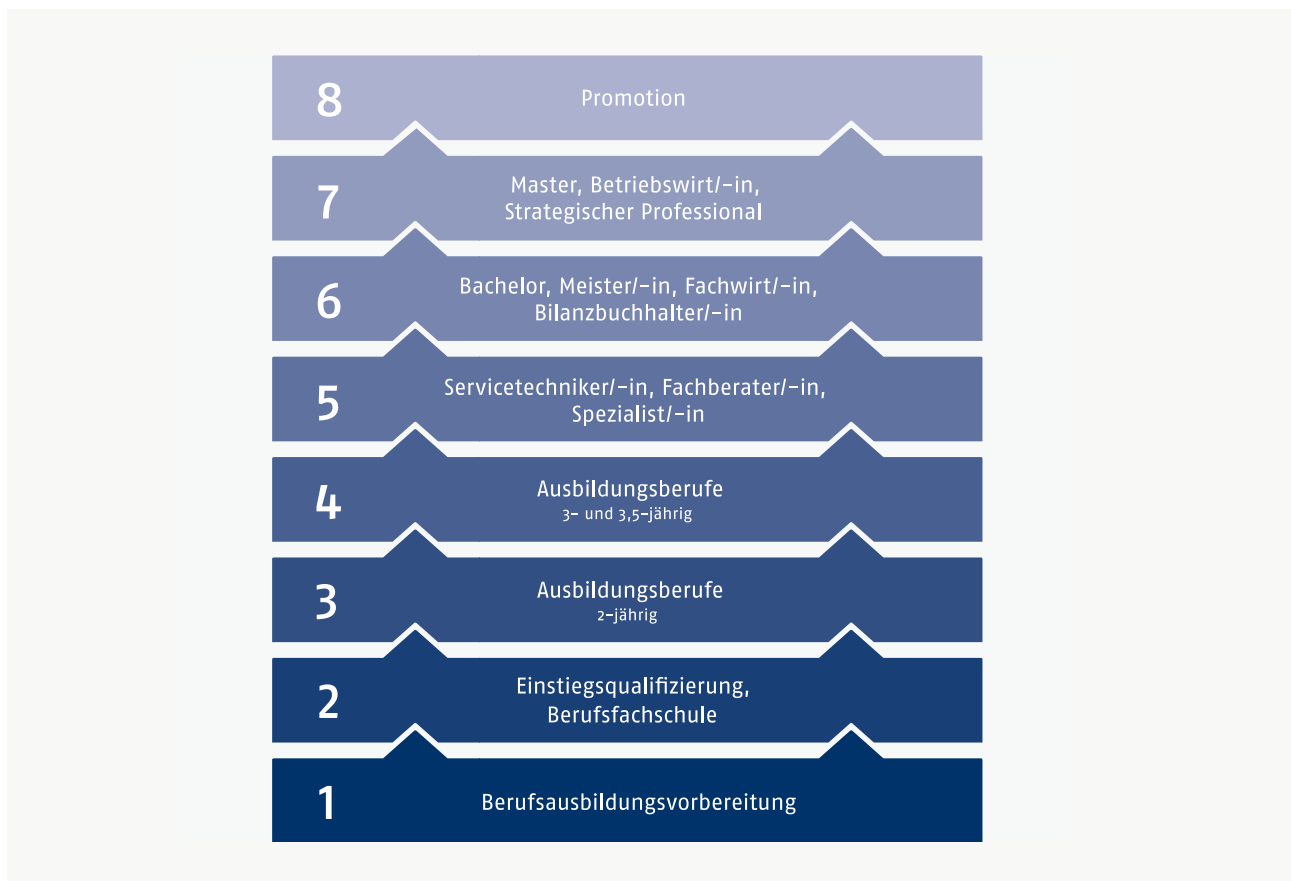 8
Promotion
7
Master, Betriebswirt/-in,
Strategischer Professional
6
Bachelor, Meister/-in, Fachwirt/-in,
Bilanzbuchhalter/-in
5
Servicetechniker/-in, Fachberater/-in,
Spezialist/-in
4
Ausbildungsberufe
3- und 3,5-jährig
3
Ausbildungsberufe
2-jährig
2
Einstiegsqualifizierung,
Berufsfachschule
1
Berufsausbildungsvorbereitung